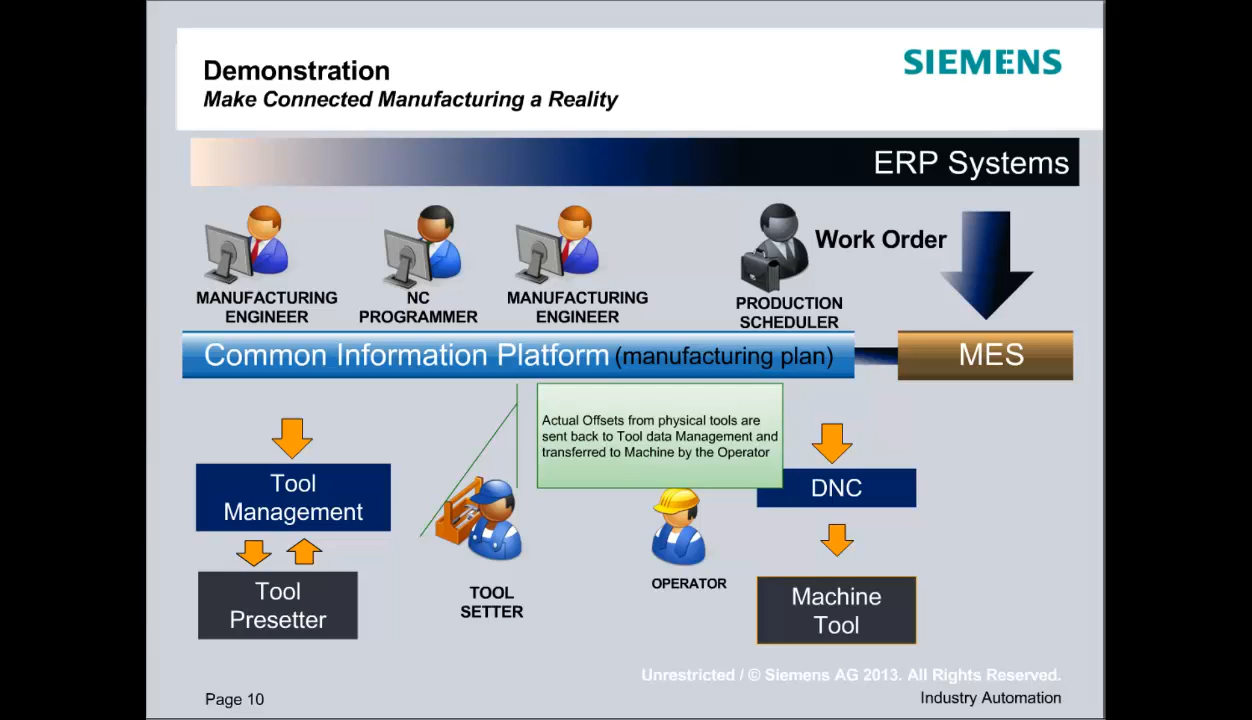 Demonstration
Make Connected Manufacturing a Reality
SIEMENS
ERP Systems
Work Order
MANUFACTURING
ENGINEER
NC
PROGRAMMER
MANUFACTURING
ENGINEER
PRODUCTION
SCHEDULER
Common Information Platform (manufacturing plan)
MES
Actual Offsets from physical tools are
sent back to Tool data Management and
transferred to Machine by the Operator
Tool
Management
DNC
Tool
Presetter
TOOL
SETTER
OPERATOR
Machine
Tool
Unrestricted / © Siemens AG 2013. All Rights Reserved.
Page 10
Industry Automation